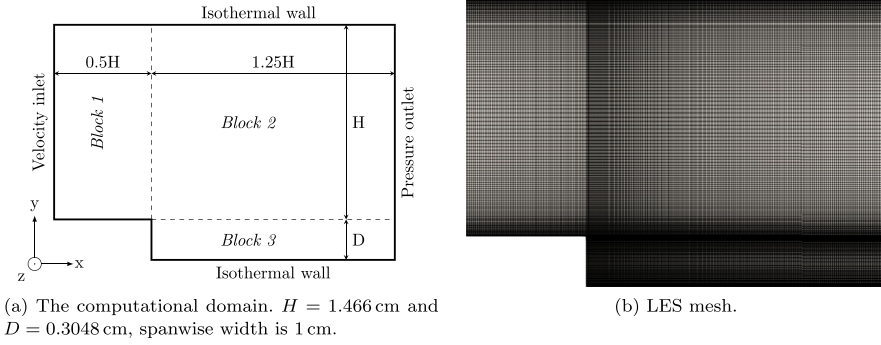 Isothermal wall
0.5H
1.25H
Velocity inlet
Block 1
Block 2
H
Pressure outlet
y
x
z
Block 3
D
Isothermal wall
(a) The computational domain. H = 1.466 cm and
D = 0.3048 cm, spanwise width is 1 cm.
(b) LES mesh.